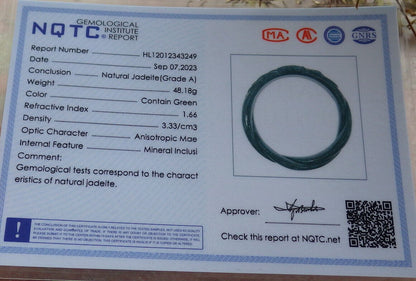 NQTC GEMOLOGICAL INSTITUTE REPORT
MA
GNBS
Report Number HL12012343249
Date Sep 07,2023
Conclusion Natural Jadeite(Grade A)
Weight 48.18g
Color Contain Green
Refractive Index 1.66
Density 3.33/cm3
Optic Character Anisotropic Mae
Internal Feature Mineral Inclusi
Comment:
Gemological tests correspond to the charact
eristics of natural jadeite.
Approver:
Check this report at NQTC.net